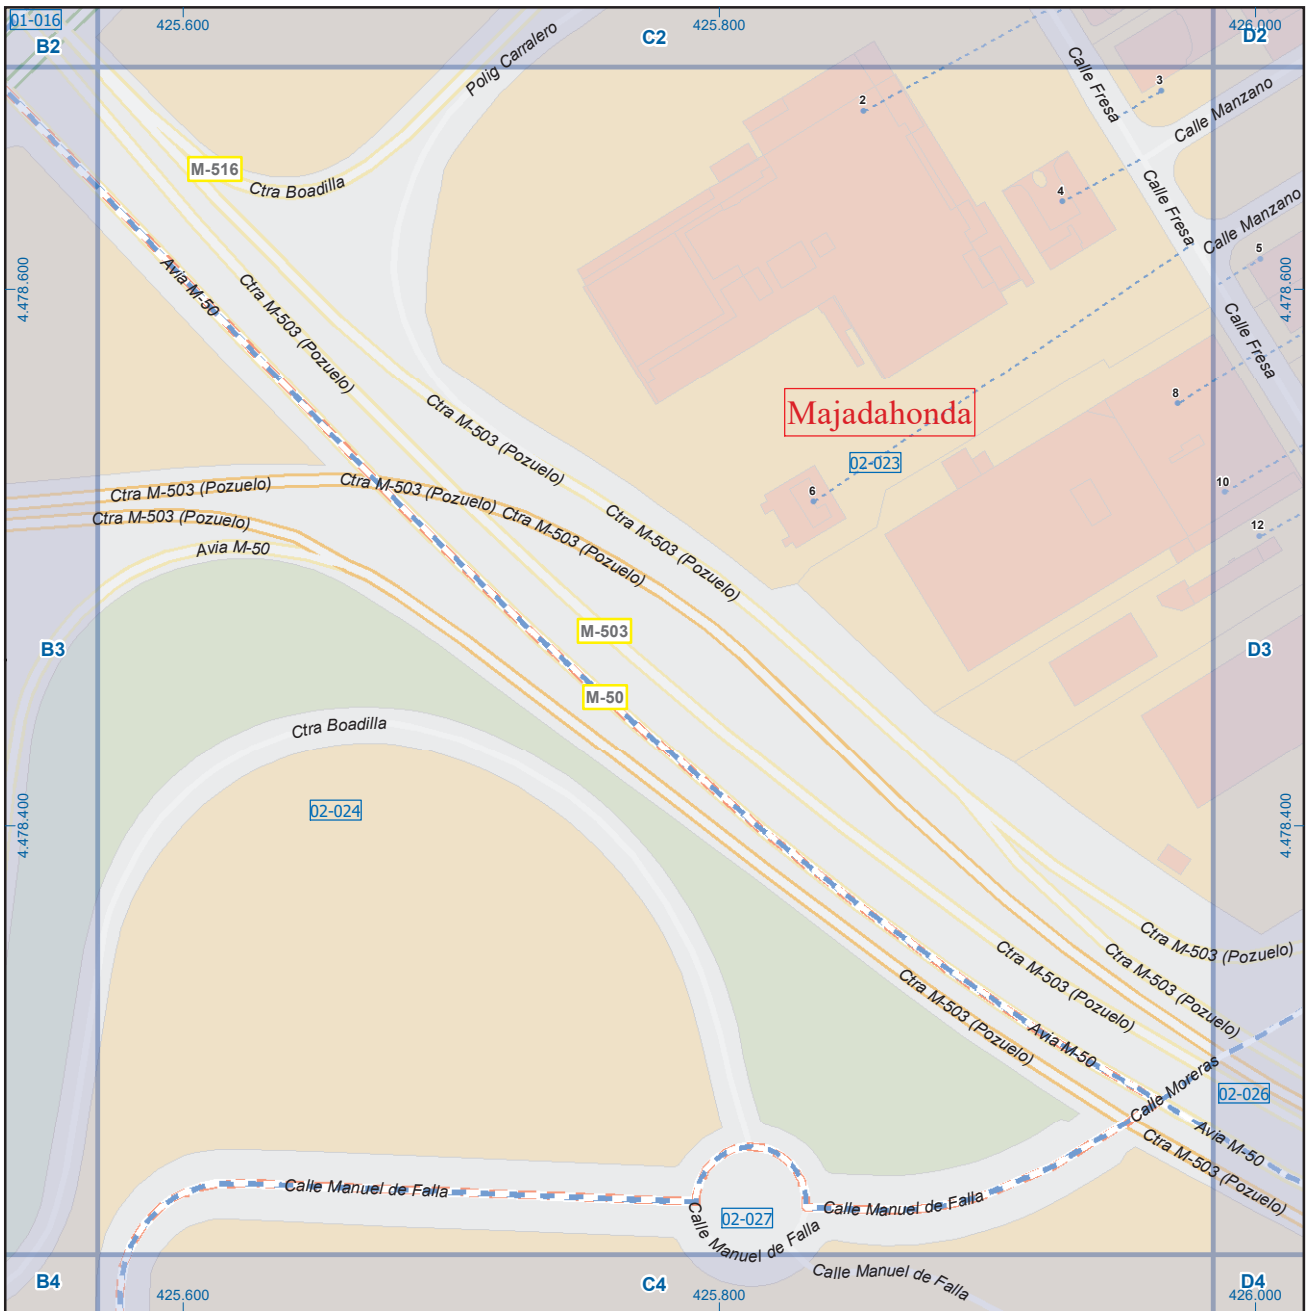 01-016
425.600
425.800
426.000
B2
C2
D2
Polig Carralero
Calle Fresa
3
Calle Manzano
2
M-516
Ctra Boadilla
4
Calle Fresa
Calle Manzano
5
Avia M-50
Ctra M-503 (Pozuelo)
4.478.600
4.478.600
Calle Fresa
8
Majadahonda
Ctra M-503 (Pozuelo)
02-023
6
10
12
Ctra M-503 (Pozuelo)
Ctra M-503 (Pozuelo)
Ctra M-503 (Pozuelo)
Ctra M-503 (Pozuelo)
Ctra M-503 (Pozuelo)
Avia M-50
M-503
B3
D3
M-50
Ctra Boadilla
02-024
4.478.400
4.478.400
Ctra M-503 (Pozuelo)
Ctra M-503 (Pozuelo)
Ctra M-503 (Pozuelo)
Ctra M-503 (Pozuelo)
Avia M-50
Calle Moreras
02-026
Avia M-50
Ctra M-503 (Pozuelo)
Calle Manuel de Falla
Calle Manuel de Falla
02-027
Calle Manuel de Falla
Calle Manuel de Falla
B4
C4
D4
425.600
425.800
426.000